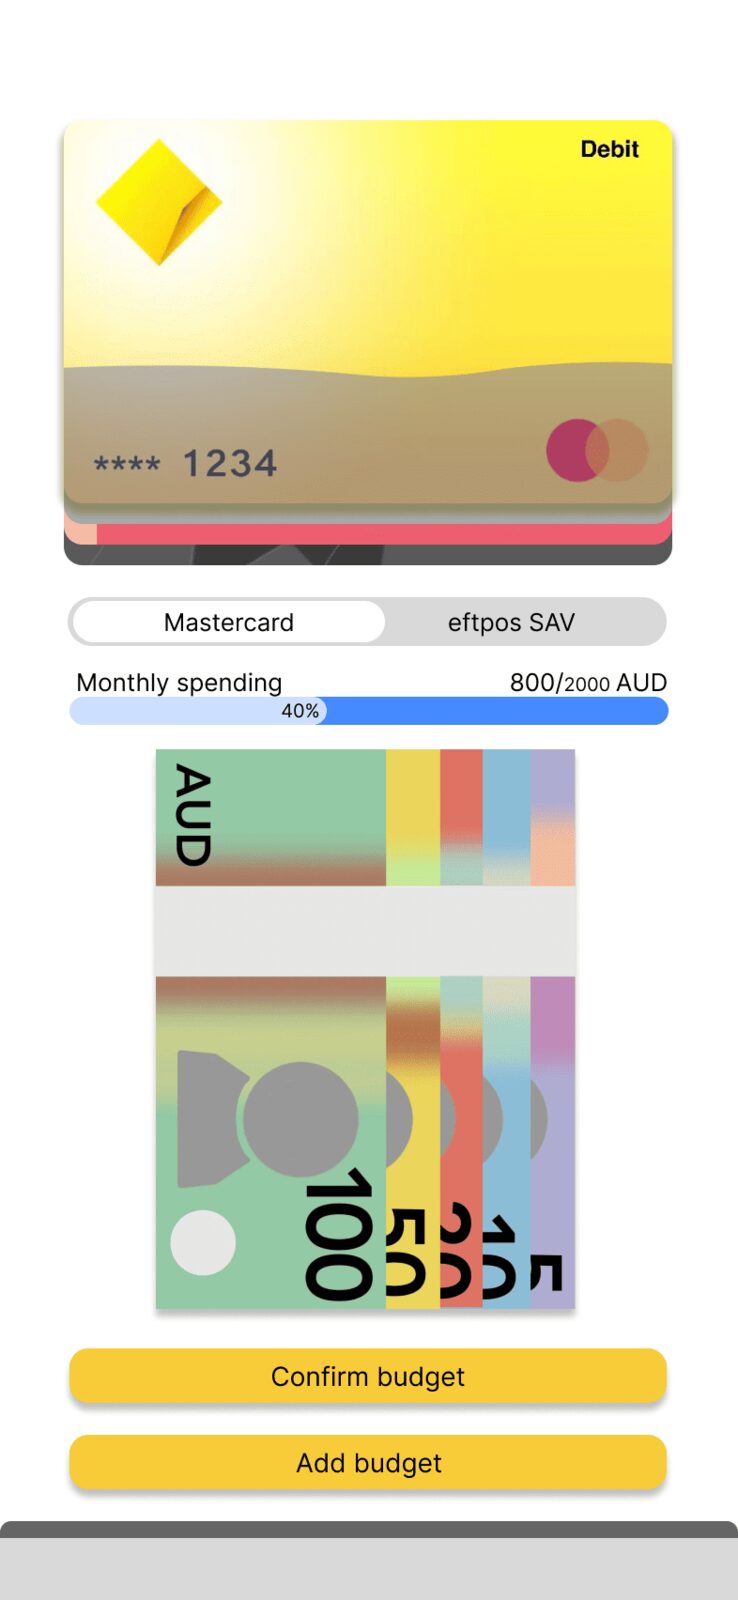 Debit
**** 1234
Mastercard eftpos SAV
Monthly spending 800/2000 AUD
40%
AUD
100 50 20 10 5
Confirm budget
Add budget